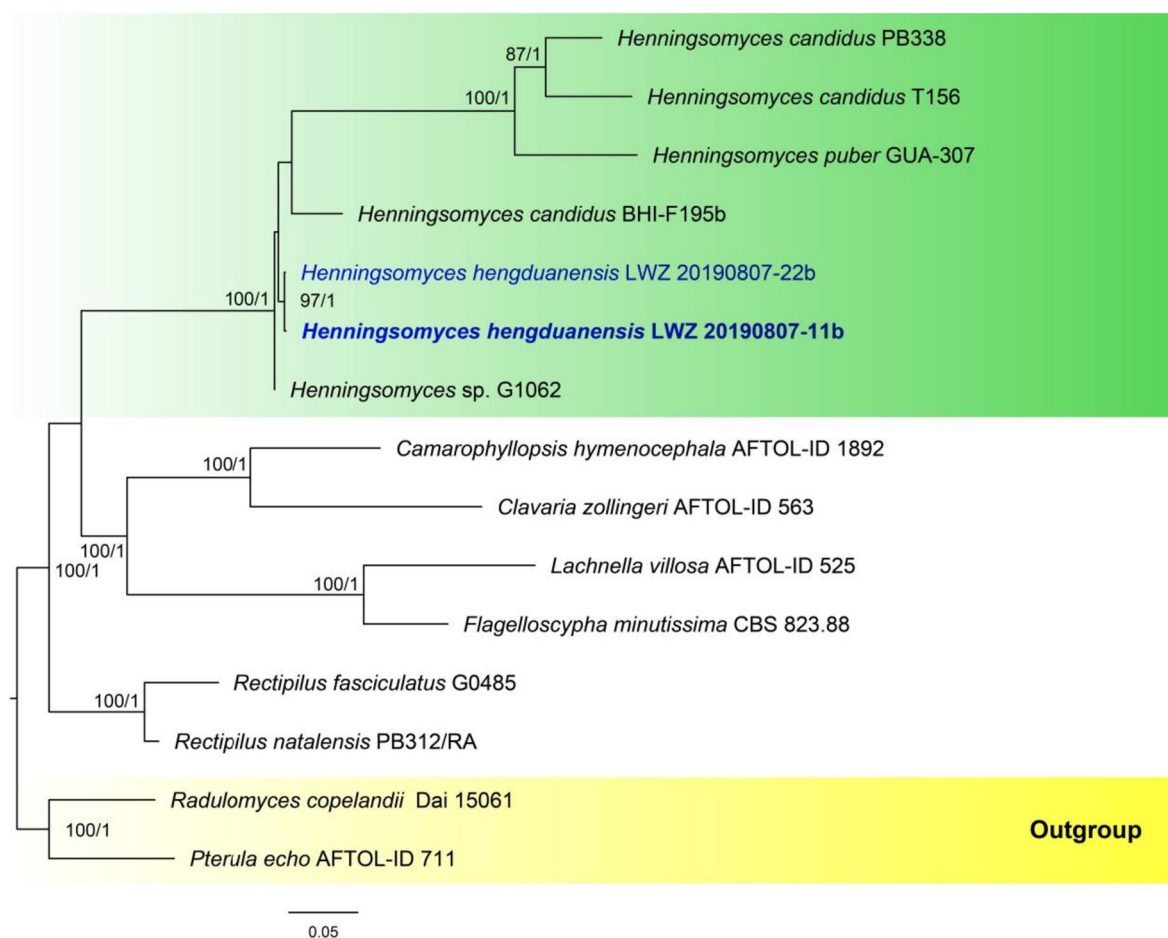 Henningsomyces candidus PB338
87/1
Henningsomyces candidus T156
100/1
Henningsomyces puber GUA-307
Henningsomyces candidus BHI-F195b
Henningsomyces hengduanensis LWZ 20190807-22b
100/1
97/1
Henningsomyces hengduanensis LWZ 20190807-11b
Henningsomyces sp. G1062
Camarophyllopsis hymenocephala AFTOL-ID 1892
100/1
Clavaria zollingeri AFTOL-ID 563
100/1
Lachnella villosa AFTOL-ID 525
100/1
100/1
Flagelloscypha minutissima CBS 823.88
Rectipilus fasciculatus G0485
100/1
Rectipilus natalensis PB312/RA
Radulomyces copelandii Dai 15061
100/1
Outgroup
Pterula echo AFTOL-ID 711
0.05